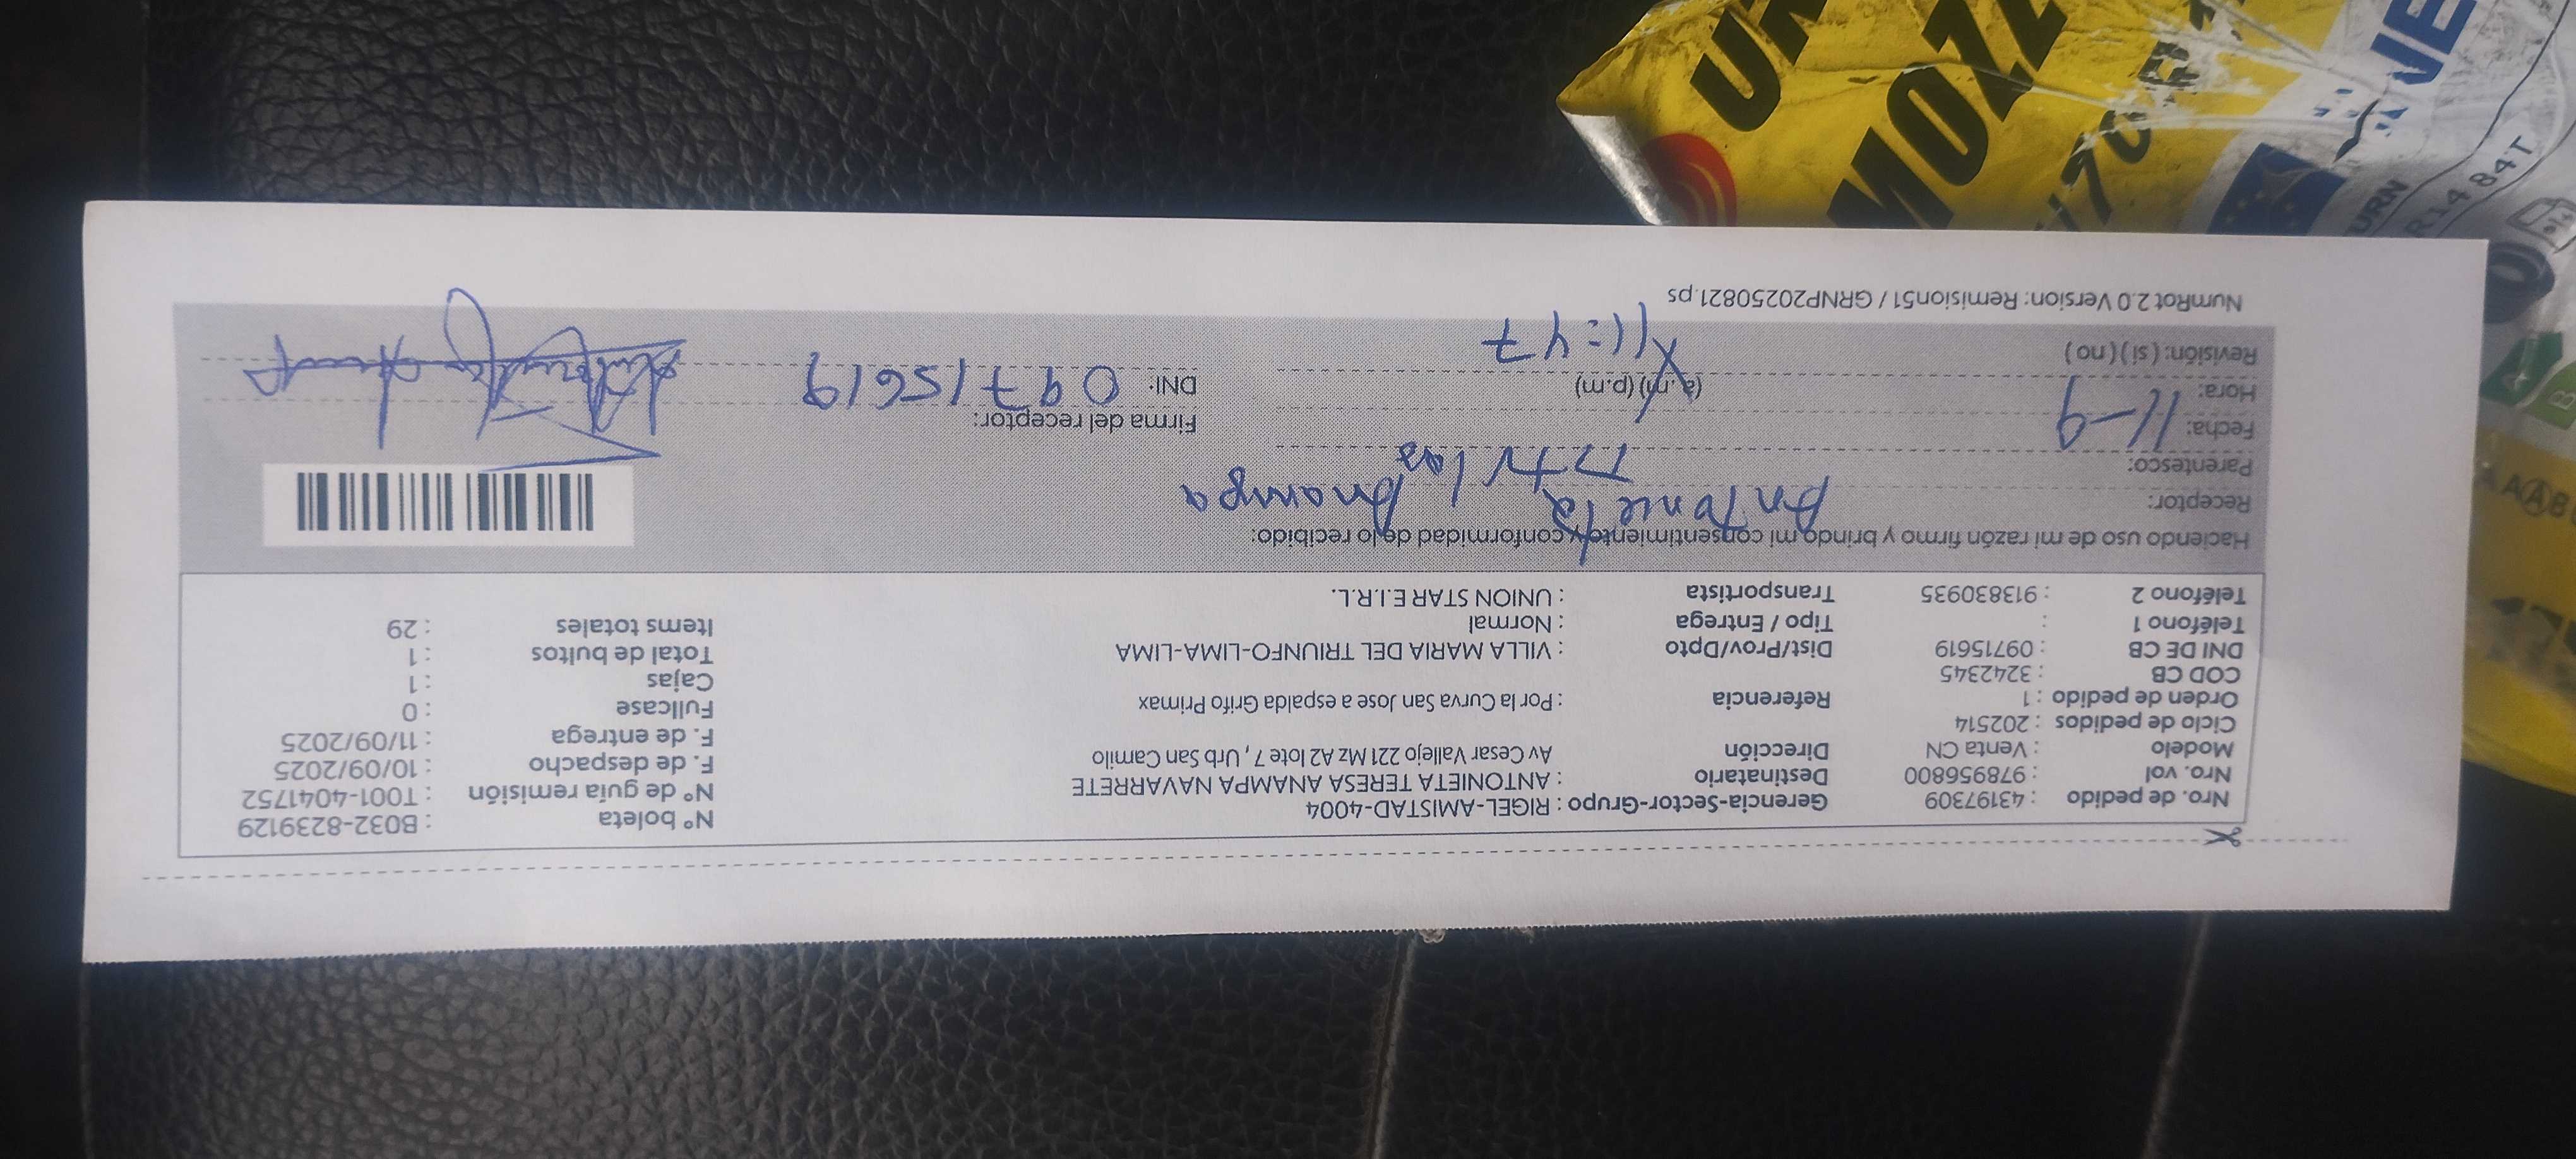 Nro. de pedido : 43197309 Gerencia-Sector-Grupo : RIGEL-AMISTAD-4004 N° boleta : B032-8239129
Nro. vol : 978956800 Destinatario : ANTONIETA TERESA ANAMPA NAVARRETE N° de guia remisión : T001-4041752
Modelo : Venta CN Dirección Av Cesar Vallejo 221 Mz A2 lote 7 , Urb San Camilo F. de despacho : 10/09/2025
Ciclo de pedidos : 202514 F. de entrega : 11/09/2025
Orden de pedido : 1 Referencia : Por la Curva San Jose a espalda Grifo Primax Fullcase : 0
COD CB : 3242345 Cajas : 1
DNI DE CB : 09715619 Dist/Prov/Dpto : VILLA MARIA DEL TRIUNFO-LIMA-LIMA Total de bultos : 1
Teléfono 1 : Tipo / Entrega : Normal Items totales : 29
Teléfono 2 : 913830935 Transportista : UNION STAR E.I.R.L.
Haciendo uso de mi razón firmo y brindo mi consentimiento y conformidad de lo recibido:
Receptor: Antonieta Anampa
Parentesco: Titular
Fecha: 11-9 Firma del receptor:
Hora: (a.m) (p.m) 11:47 DNI: 09715619
Revisión: ( si ) ( no )
NumRot 2.0 Version: Remision51 / GRNP20250821.ps
MOZZ
URN
R14 84T